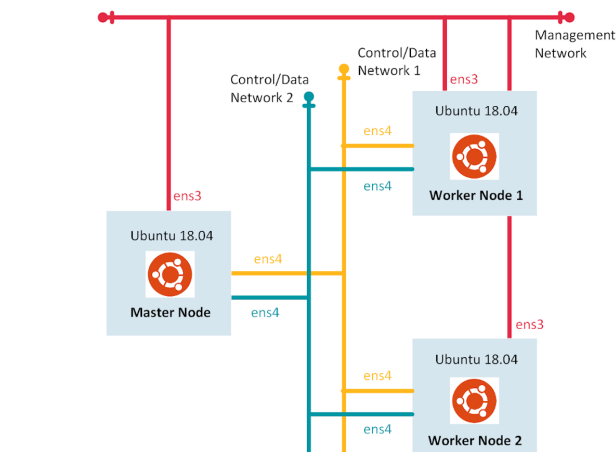 Management
Network
Control/Data
Network 1
Control/Data
Network 2
ens3
Ubuntu 18.04
Worker Node 1
ens4
ens4
ens3
Ubuntu 18.04
Master Node
ens4
ens4
ens3
Ubuntu 18.04
Worker Node 2
ens4
ens4